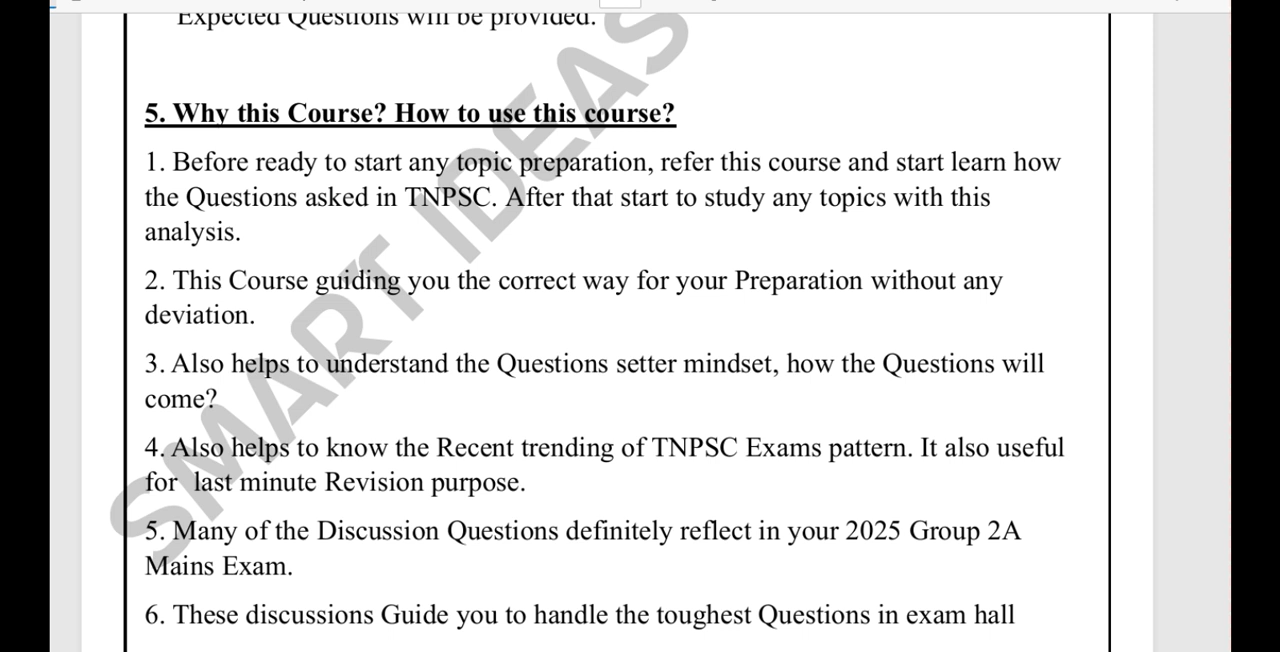 Expected Questions will be provided.
5. Why this Course? How to use this course?
1. Before ready to start any topic preparation, refer this course and start learn how
the Questions asked in TNPSC. After that start to study any topics with this
analysis.
2. This Course guiding you the correct way for your Preparation without any
deviation.
3. Also helps to understand the Questions setter mindset, how the Questions will
come?
4. Also helps to know the Recent trending of TNPSC Exams pattern. It also useful
for last minute Revision purpose.
5. Many of the Discussion Questions definitely reflect in your 2025 Group 2A
Mains Exam.
6. These discussions Guide you to handle the toughest Questions in exam hall
SMART IDEAS